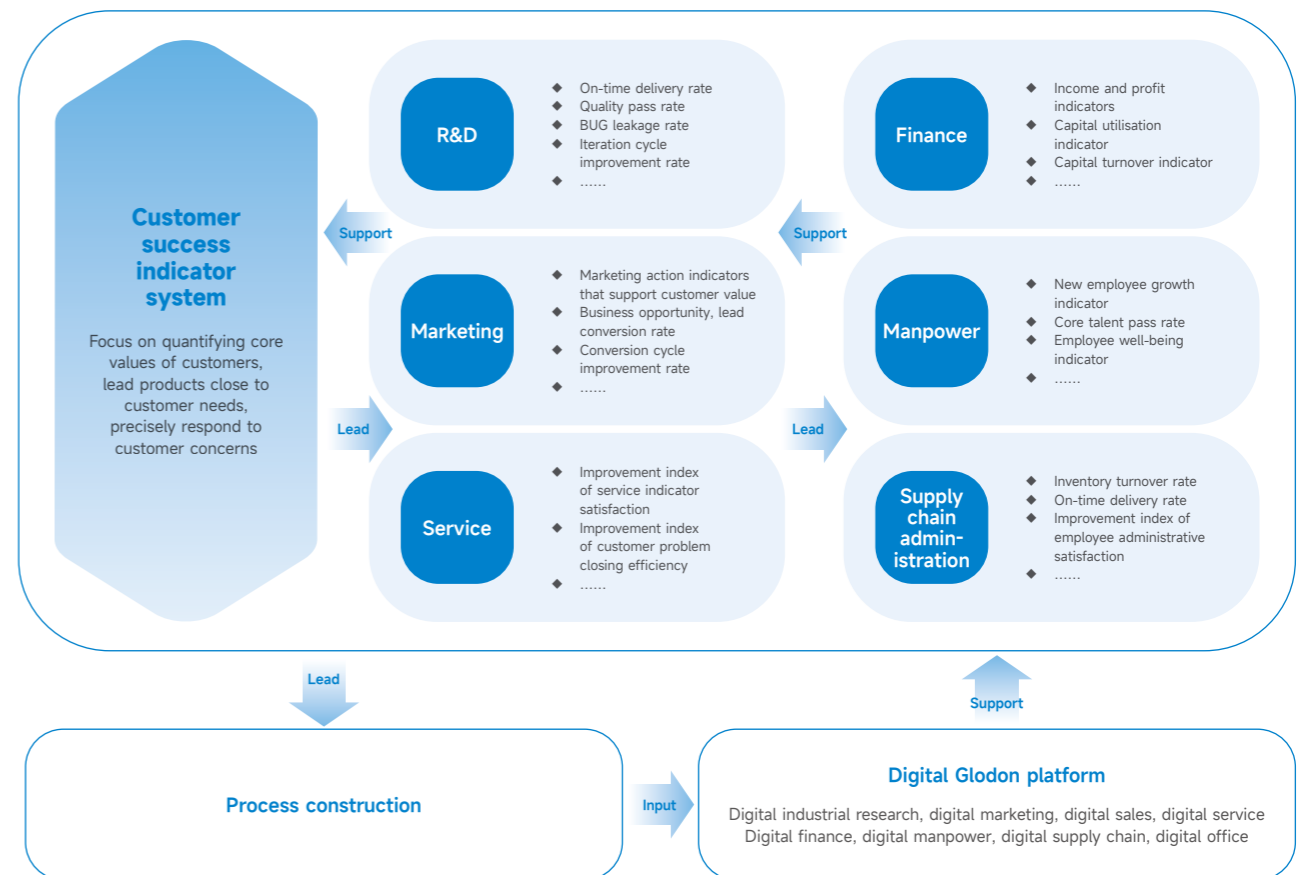 Customer
success
indicator
system
Focus on quantifying core
values of customers,
lead products close to
customer needs,
precisely respond to
customer concerns
Support
Lead
R&D
◆ On-time delivery rate
◆ Quality pass rate
◆ BUG leakage rate
◆ Iteration cycle
improvement rate
◆ ......
Marketing
◆ Marketing action indicators
that support customer value
◆ Business opportunity, lead
conversion rate
◆ Conversion cycle
improvement rate
◆ ......
Service
◆ Improvement index
of service indicator
satisfaction
◆ Improvement index
of customer problem
closing efficiency
◆ ......
Support
Lead
Finance
◆ Income and profit
indicators
◆ Capital utilisation
indicator
◆ Capital turnover indicator
◆ ......
Manpower
◆ New employee growth
indicator
◆ Core talent pass rate
◆ Employee well-being
indicator
◆ ......
Supply
chain
admin-
istration
◆ Inventory turnover rate
◆ On-time delivery rate
◆ Improvement index of
employee administrative
satisfaction
◆ ......
Lead
Support
Process construction
Input
Digital Glodon platform
Digital industrial research, digital marketing, digital sales, digital service
Digital finance, digital manpower, digital supply chain, digital office